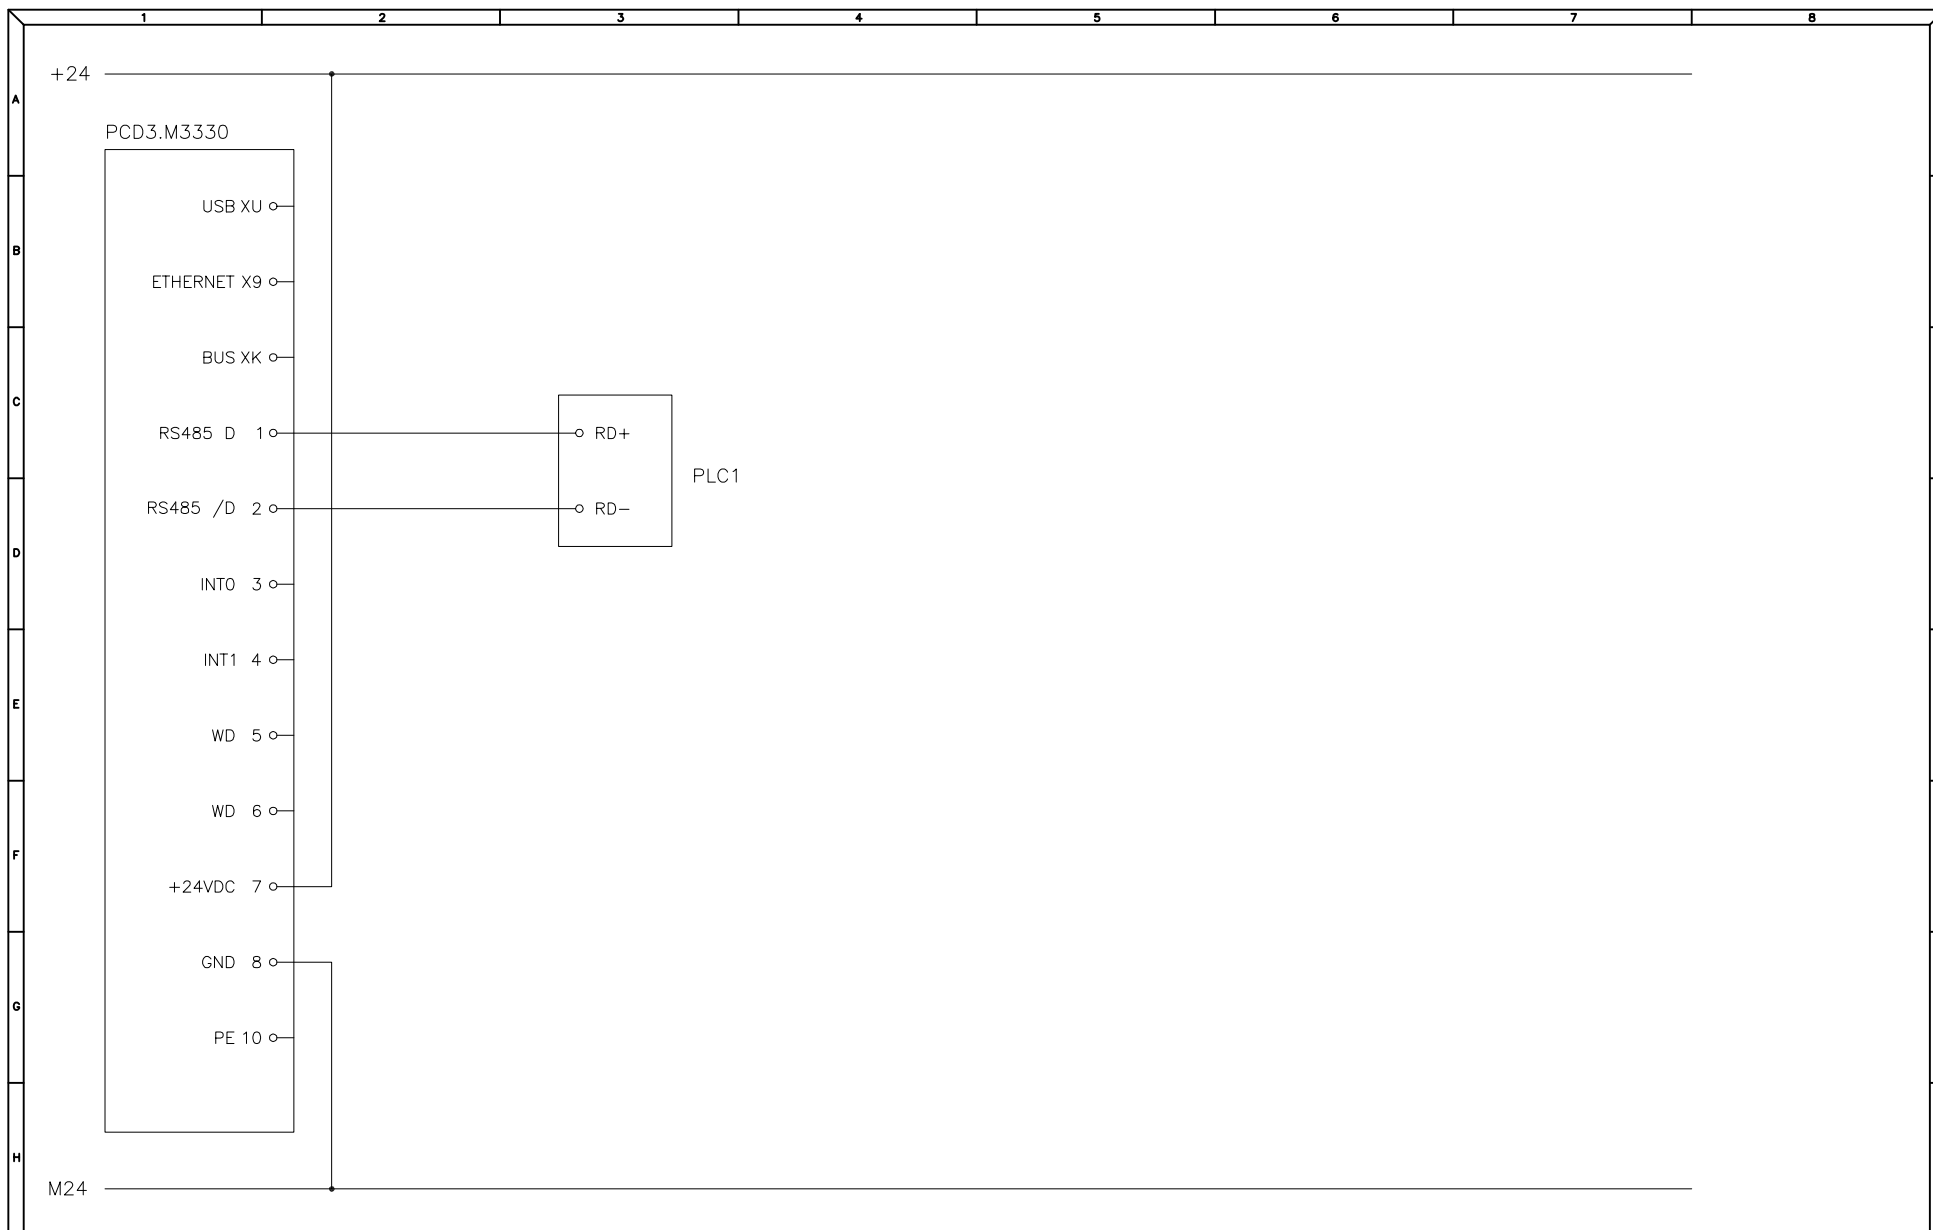 1 2 3 4 5 6 7 8
+24
A
PCD3.M3330
USB XU
B
ETHERNET X9
BUS XK
C
RS485 D 1 RD+
PLC1
RS485 /D 2 RD-
D
INT0 3
INT1 4
E
WD 5
WD 6
F
+24VDC 7
GND 8
G
PE 10
H
M24